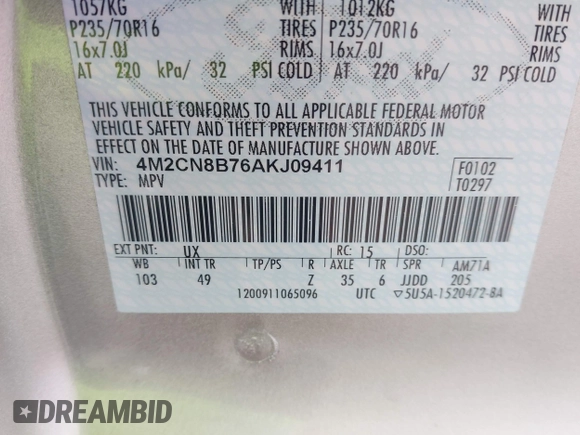 1057KG WITH 1012KG WITH
P235/70R16 TIRES P235/70R16 TIRES
16x7.0J RIMS 16x7.0J RIMS
AT 220 kPa/ 32 PSI COLD AT 220 kPa/ 32 PSI COLD
THIS VEHICLE CONFORMS TO ALL APPLICABLE FEDERAL MOTOR
VEHICLE SAFETY AND THEFT PREVENTION STANDARDS IN
EFFECT ON THE DATE OF MANUFACTURE SHOWN ABOVE.
VIN: 4M2CN8B76AKJ09411 F0102
TYPE: MPV T0297
EXT PNT: UX RC: 15 DSO:
WB INT TR TP/PS R AXLE TR SPR AM71A
103 49 Z 35 6 JJDD 205
1200911065096 UTC ▽5U5A-1520472-BA
DREAMBID